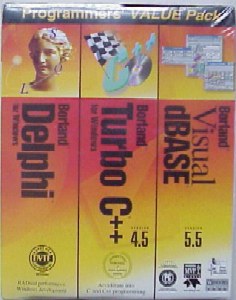 Programmers' VALUE Pack
Borland
Delphi
for Windows
Borland
Turbo C++
for Windows
VERSION
4.5
Borland
Visual
dBASE
VERSION
5.5